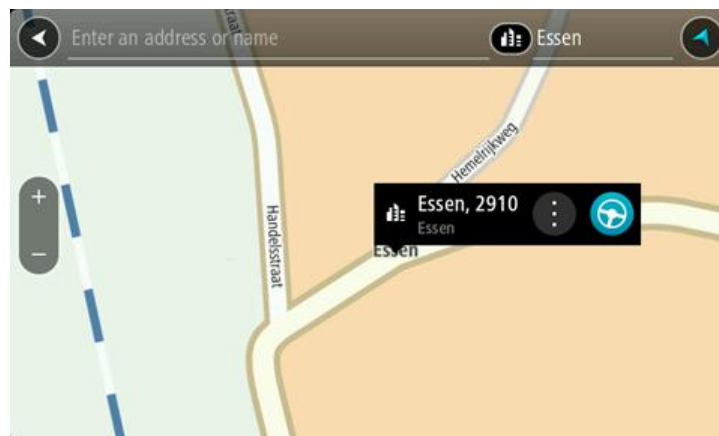 Enter an address or name
Essen
Hemelrijkweg
Essen, 2910
Essen
Handelsstraat
Essen